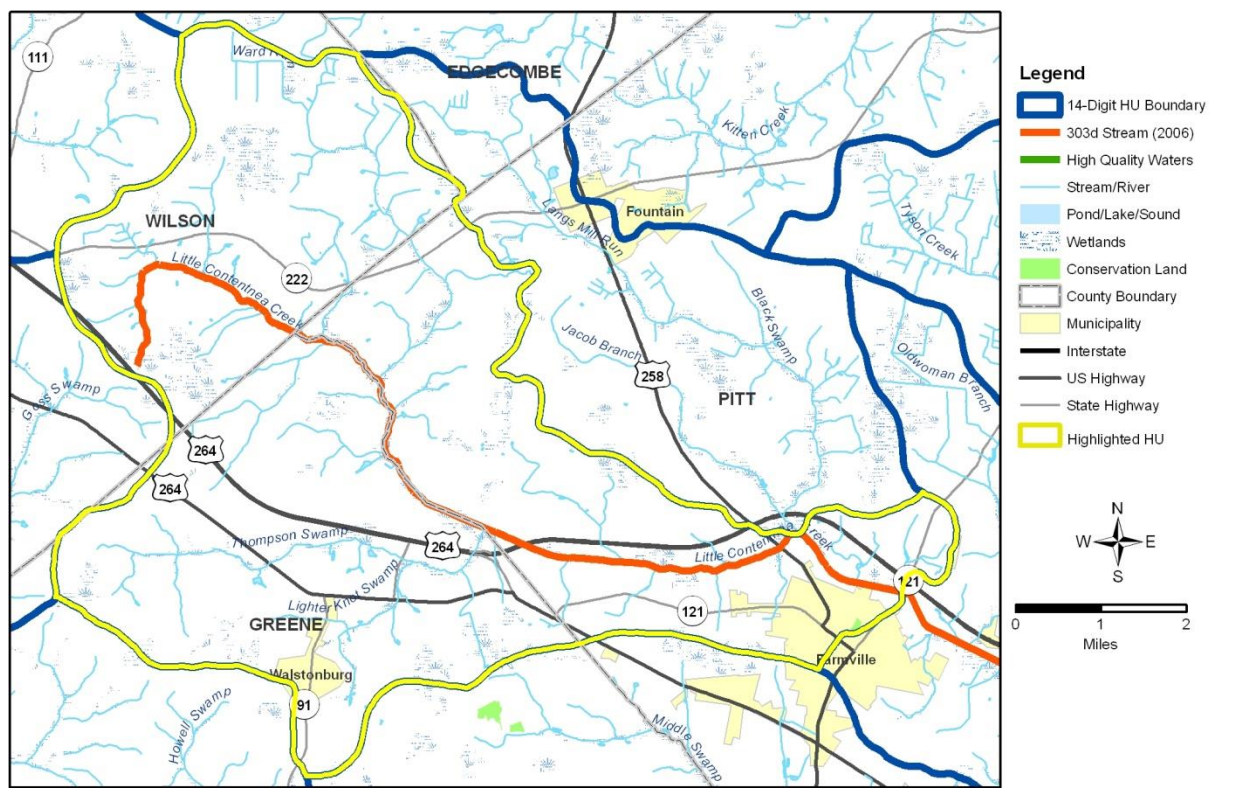 111
Ward R
EDGECOMBE
Kitten Creek
Fountain
Langs Mill Run
Tyson Creek
WILSON
222
Little Contentnea Creek
Black Swamp
Jacob Branch
258
Oldwoman Branch
PITT
Goss Swamp
264
264
Thompson Swamp
264
Little Contentnea Creek
Lighter Knot Swamp
121
121
GREENE
Walstonburg
Farmville
91
Howell Swamp
Middle Swamp
Legend
14-Digit HU Boundary
303d Stream (2006)
High Quality Waters
Stream/River
Pond/Lake/Sound
Wetlands
Conservation Land
County Boundary
Municipality
Interstate
US Highway
State Highway
Highlighted HU
N
W E
S
0 1 2
Miles